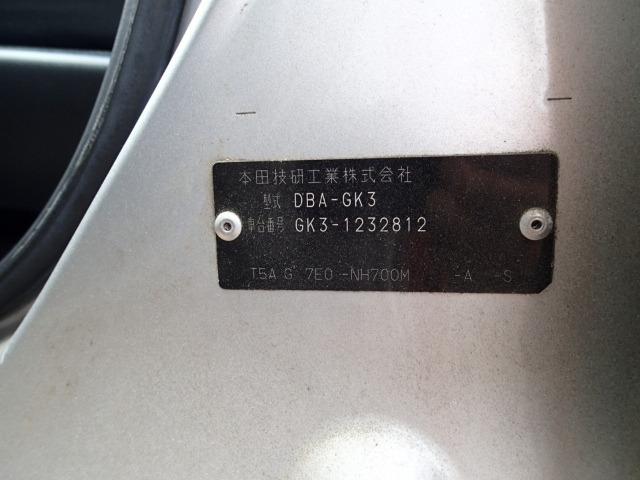 本田技研工業株式会社
型式 DBA-GK3
車台番号 GK3-1232812
T5A G 7E0 -NH700M -A -S